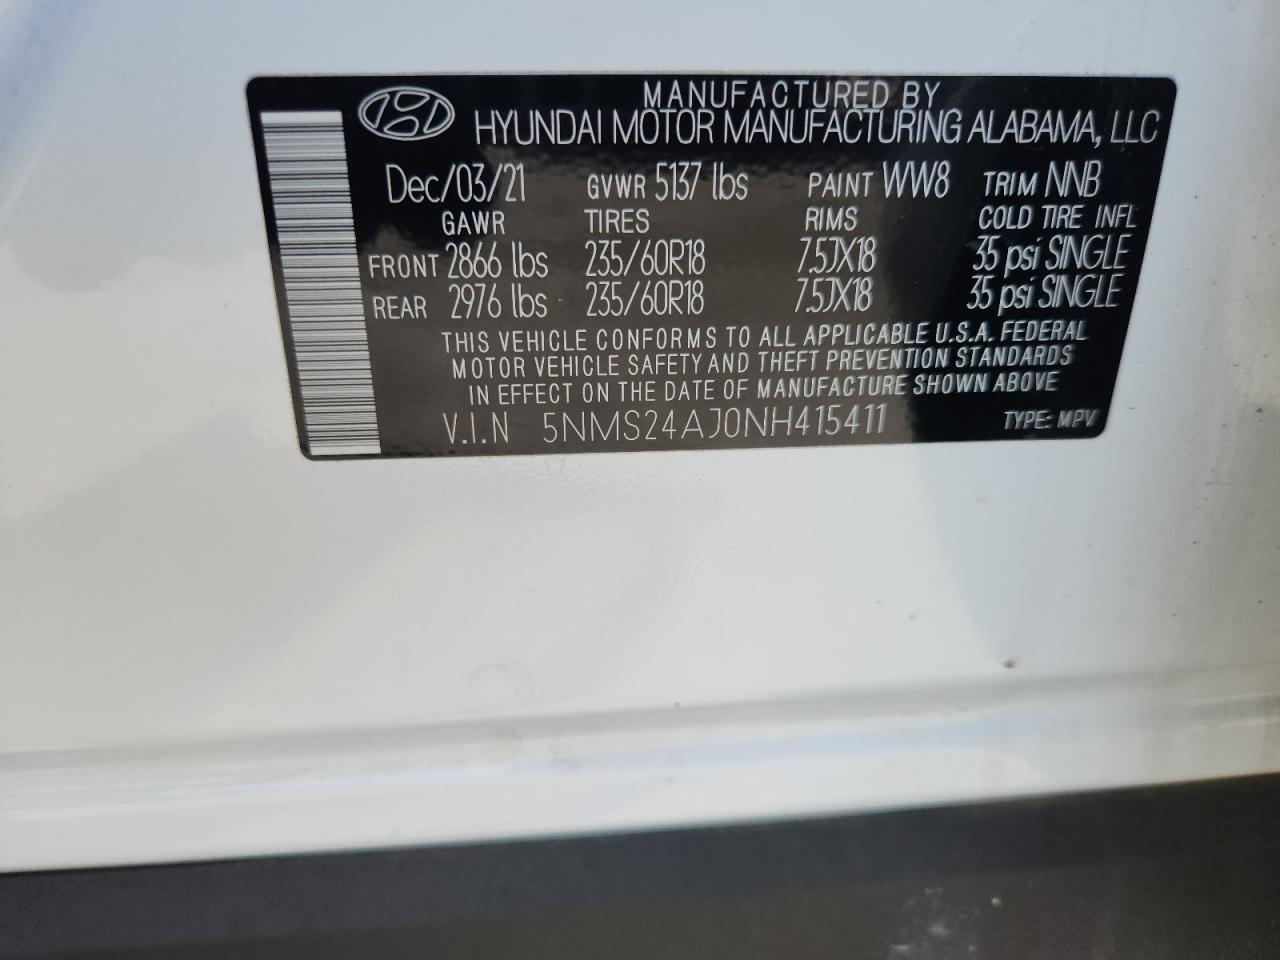 MANUFACTURED BY
HYUNDAI MOTOR MANUFACTURING ALABAMA, LLC
Dec/03/21 GVWR 5137 lbs PAINT WW8 TRIM NNB
GAWR TIRES RIMS COLD TIRE INFL
FRONT 2866 lbs 235/60R18 7.5JX18 35 psi SINGLE
REAR 2976 lbs 235/60R18 7.5JX18 35 psi SINGLE
THIS VEHICLE CONFORMS TO ALL APPLICABLE U.S.A. FEDERAL
MOTOR VEHICLE SAFETY AND THEFT PREVENTION STANDARDS
IN EFFECT ON THE DATE OF MANUFACTURE SHOWN ABOVE
V.I.N 5NMS24AJ0NH415411 TYPE: MPV